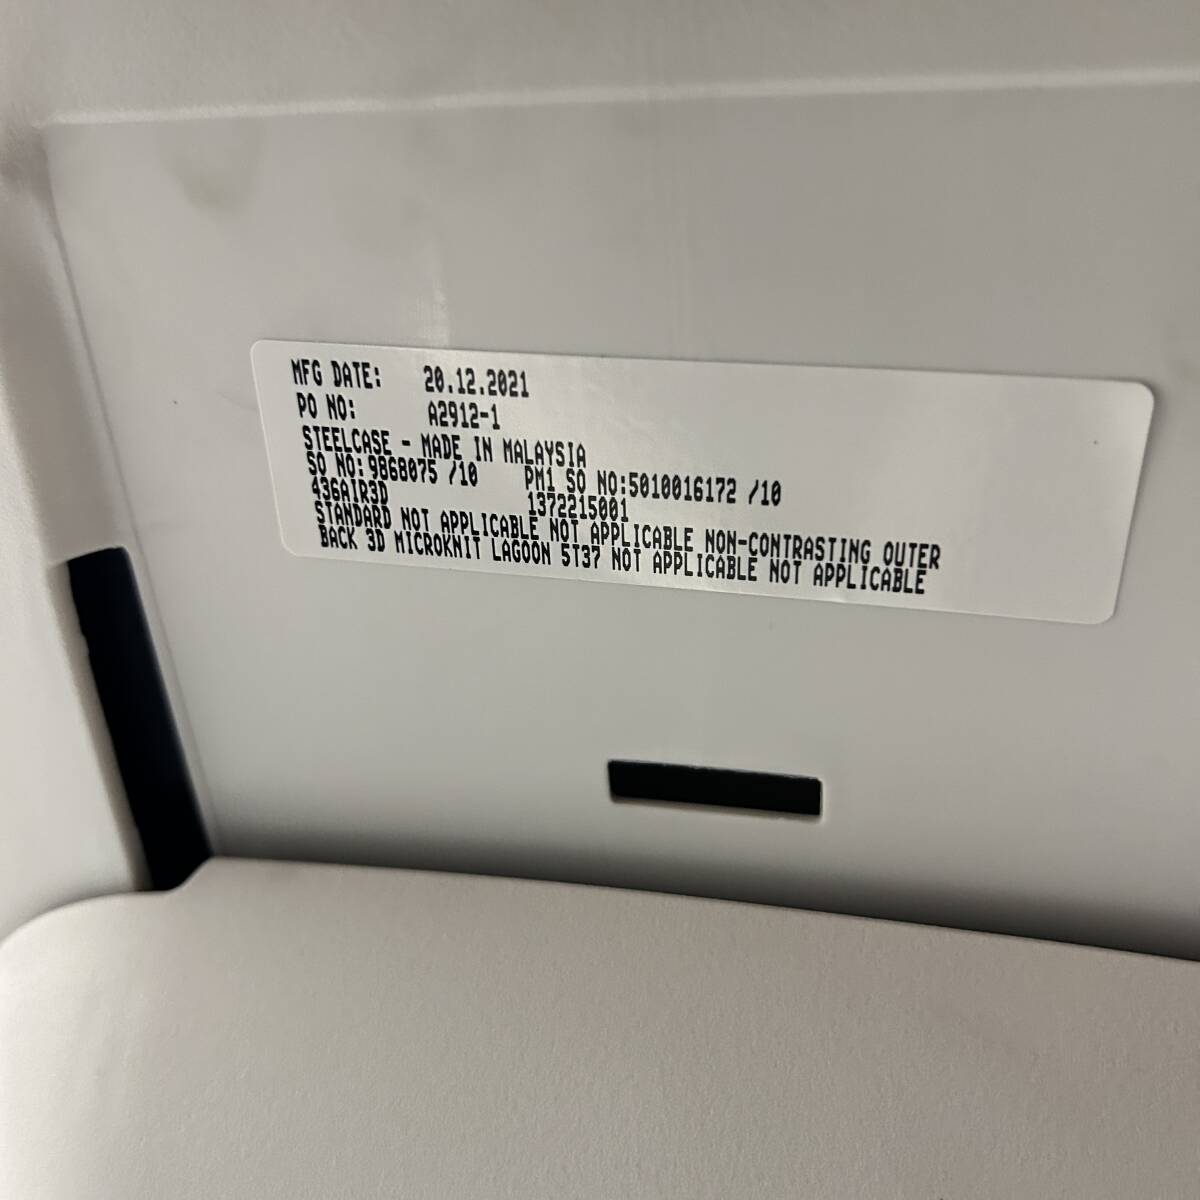 MFG DATE: 20.12.2021
PO NO: A2912-1
STEELCASE - MADE IN MALAYSIA
SO NO:9868075 /10 PM1 SO NO:5010016172 /10
436AIR3D 1372215001
STANDARD NOT APPLICABLE NOT APPLICABLE NON-CONTRASTING OUTER
BACK 3D MICROKNIT LAGOON 5T37 NOT APPLICABLE NOT APPLICABLE